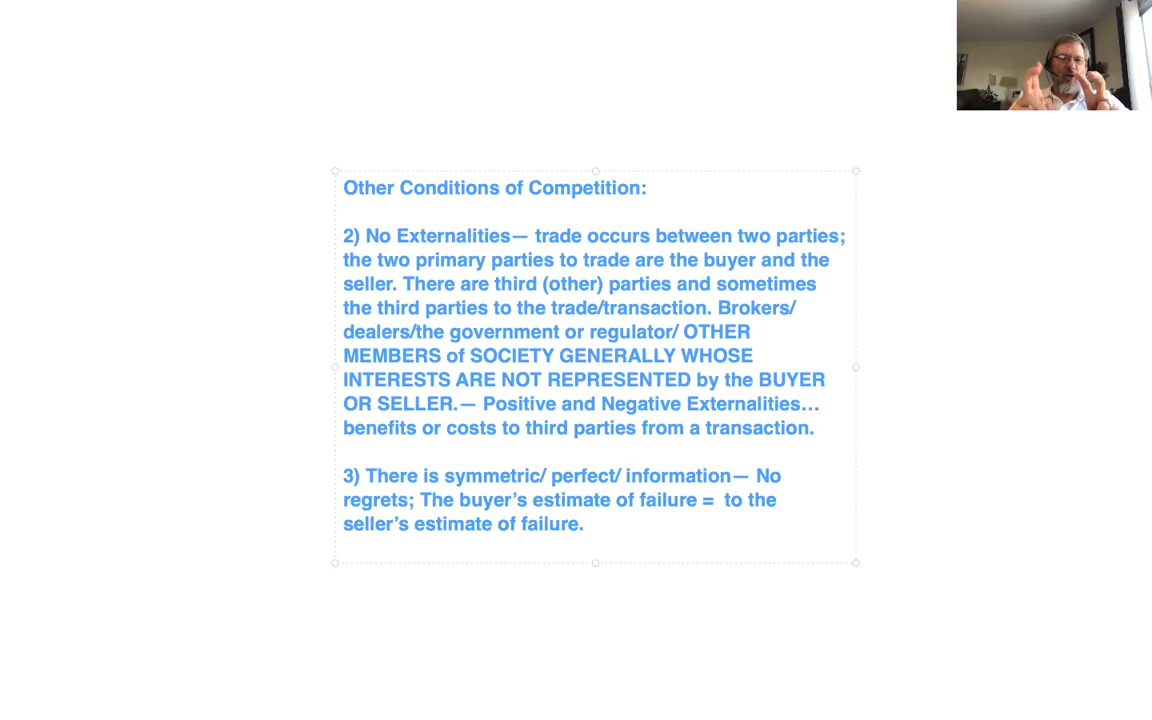 Other Conditions of Competition:
2) No Externalities— trade occurs between two parties;
the two primary parties to trade are the buyer and the
seller. There are third (other) parties and sometimes
the third parties to the trade/transaction. Brokers/
dealers/the government or regulator/ OTHER
MEMBERS of SOCIETY GENERALLY WHOSE
INTERESTS ARE NOT REPRESENTED by the BUYER
OR SELLER.— Positive and Negative Externalities...
benefits or costs to third parties from a transaction.
3) There is symmetric/ perfect/ information— No
regrets; The buyer’s estimate of failure =  to the
seller’s estimate of failure.